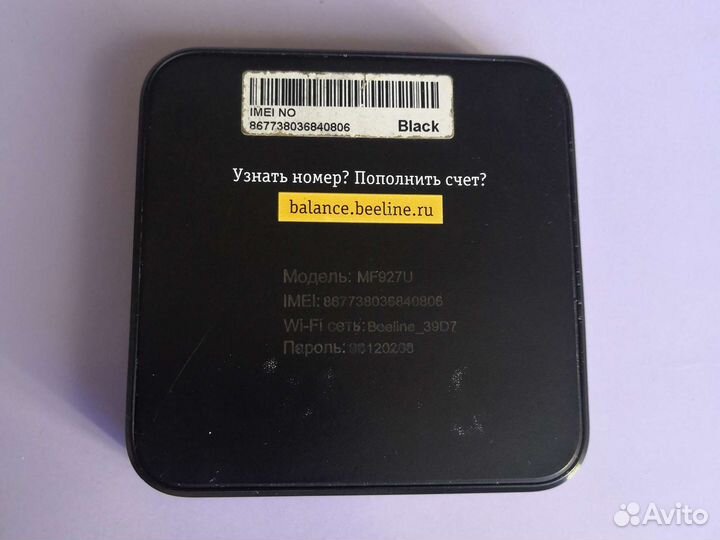 IMEI NO
867738036840806 Black
Узнать номер? Пополнить счет?
balance.beeline.ru
Модель: MF927U
IMEI: 867738036840806
Wi-Fi сеть: Beeline_39D7
Пароль:
Avito